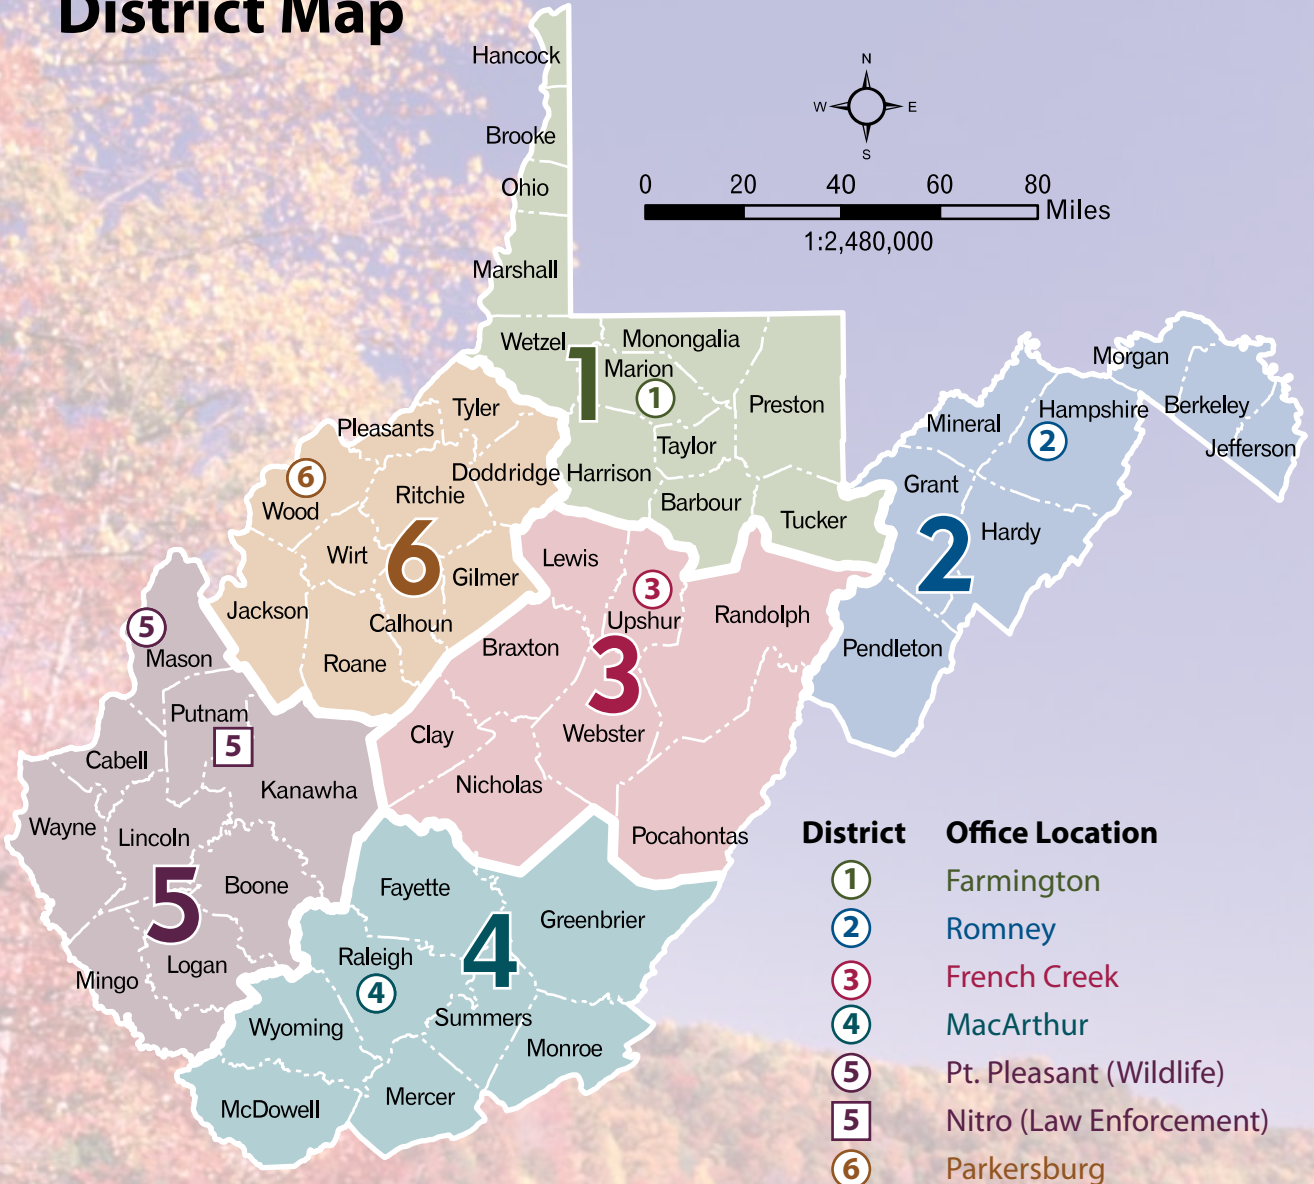 District Map
Hancock
N
W E
S
Brooke
0 20 40 60 80
Miles
1:2,480,000
Ohio
Marshall
Wetzel
1
Monongalia
Marion
1
Preston
Taylor
Harrison
Barbour
Tucker
Morgan
Berkeley
Jefferson
Hampshire
2
Mineral
Grant
2
Hardy
Pendleton
Tyler
Pleasants
Doddridge
6
Wood
Ritchie
Wirt
6
Gilmer
Jackson
Calhoun
Roane
Lewis
3
Upshur
Randolph
Braxton
3
Clay
Webster
Nicholas
Pocahontas
5
Mason
Putnam
5
Cabell
Kanawha
Wayne
Lincoln
5
Boone
Logan
Mingo
Fayette
Greenbrier
4
Raleigh
4
Summers
Wyoming
Monroe
Mercer
McDowell
District Office Location
1 Farmington
2 Romney
3 French Creek
4 MacArthur
5 Pt. Pleasant (Wildlife)
5 Nitro (Law Enforcement)
6 Parkersburg